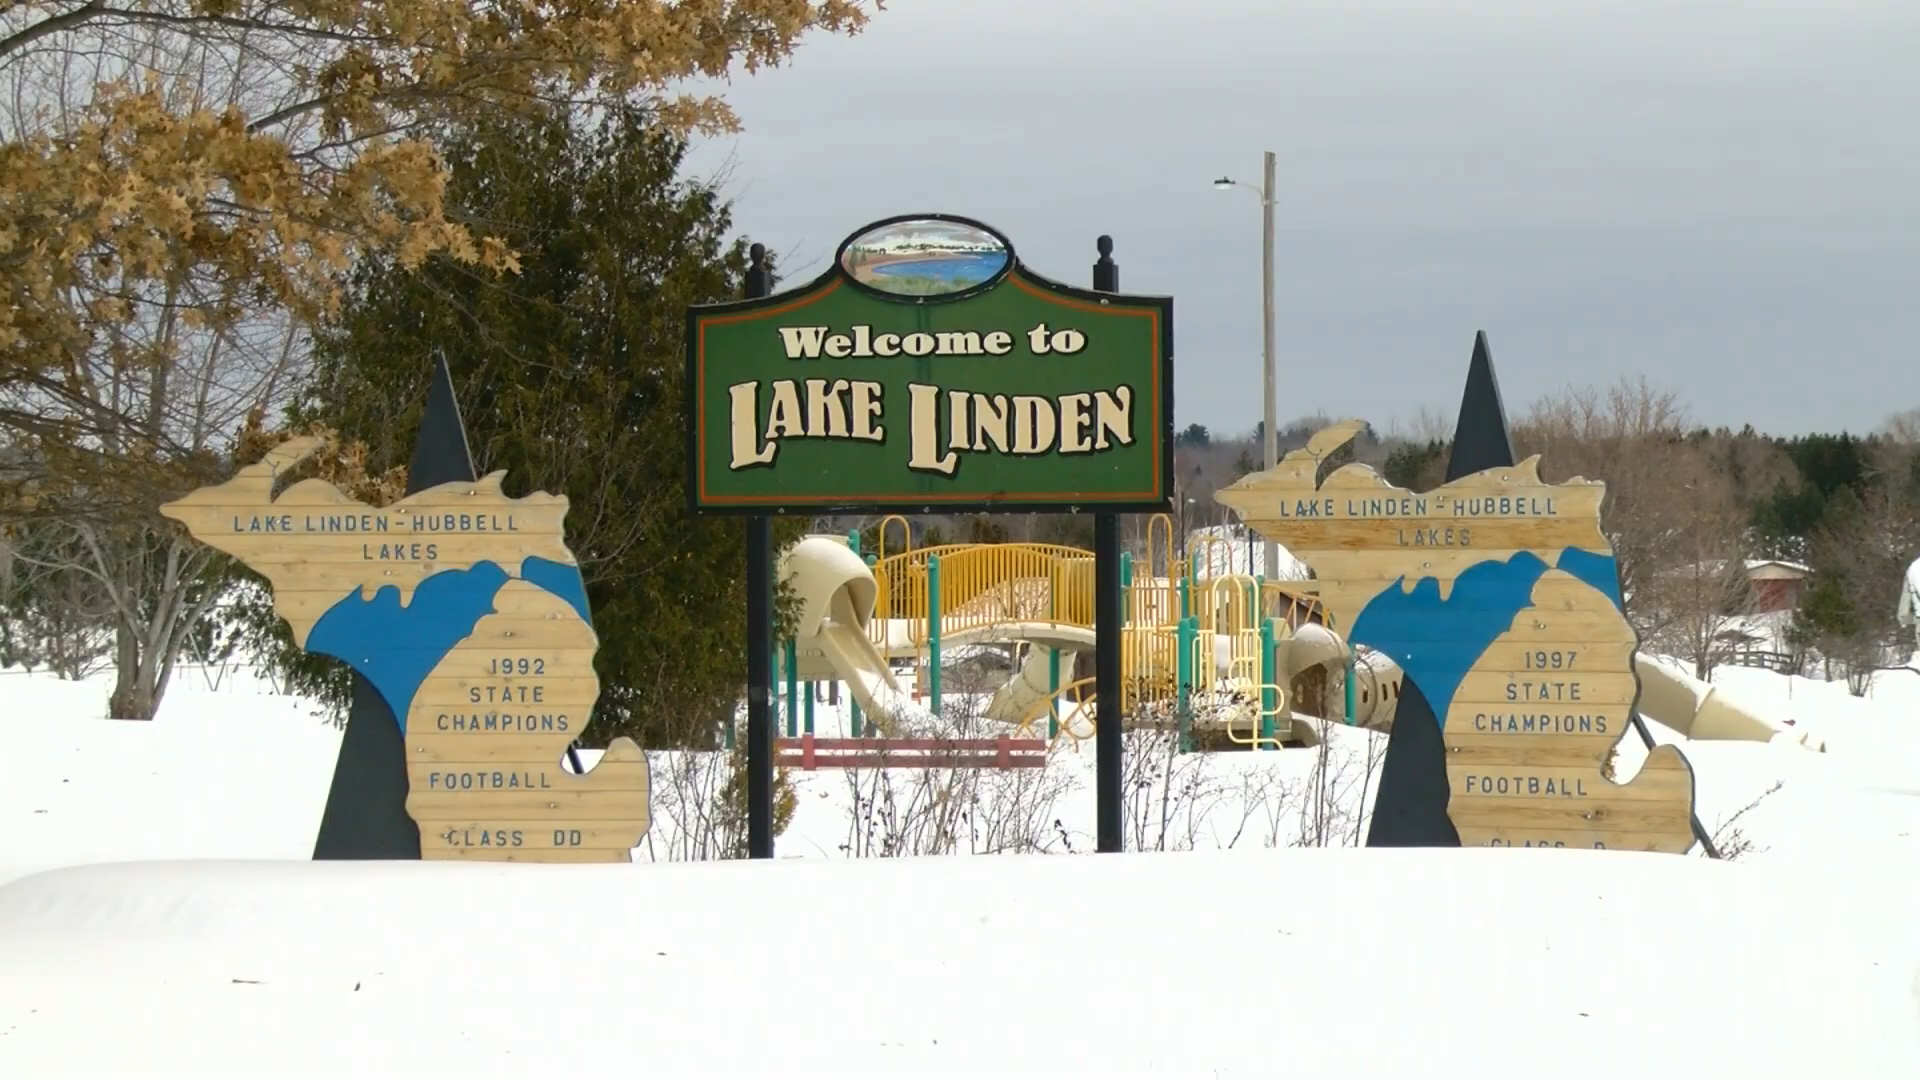 Welcome to
LAKE LINDEN
LAKE LINDEN-HUBBELL
LAKES
1992
STATE
CHAMPIONS
FOOTBALL
CLASS DD
LAKE LINDEN-HUBBELL
LAKES
1997
STATE
CHAMPIONS
FOOTBALL
CLASS D